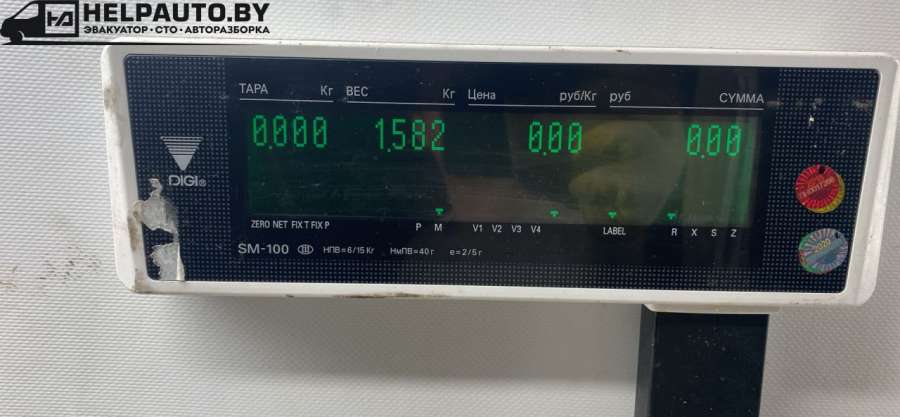 HELPAUTO.BY
ЭВАКУАТОР · СТО · АВТОРАЗБОРКА
ТАРА Кг ВЕС Кг Цена руб/Кг руб СУММА
0.000 1.582 0.00 0.00
DIGI®
ZERO NET FIX T FIX P P M V1 V2 V3 V4 LABEL R X S Z
SM-100 НПВ=6/15 Кг НмПВ=40 г e=2/5 г